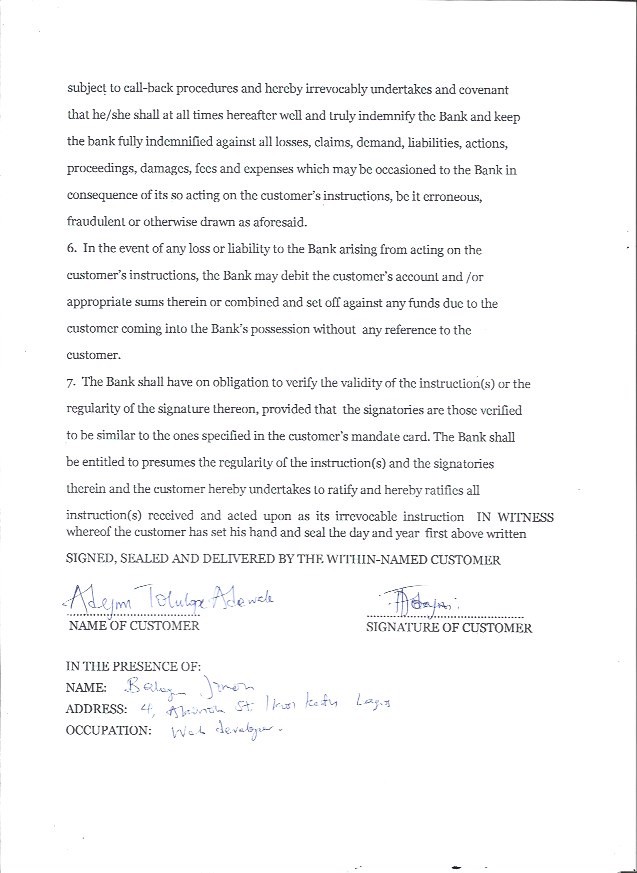 subject to call-back procedures and hereby irrevocably undertakes and covenant
that he/she shall at all times hereafter well and truly indemnify the Bank and keep
the bank fully indemnified against all losses, claims, demand, liabilities, actions,
proceedings, damages, fees and expenses which may be occasioned to the Bank in
consequence of its so acting on the customer's instructions, be it erroneous,
fraudulent or otherwise drawn as aforesaid.
6. In the event of any loss or liability to the Bank arising from acting on the
customer's instructions, the Bank may debit the customer's account and /or
appropriate sums therein or combined and set off against any funds due to the
customer coming into the Bank's possession without any reference to the
customer.
7. The Bank shall have on obligation to verify the validity of the instruction(s) or the
regularity of the signature thereon, provided that the signatories are those verified
to be similar to the ones specified in the customer's mandate card. The Bank shall
be entitled to presumes the regularity of the instruction(s) and the signatories
therein and the customer hereby undertakes to ratify and hereby ratifies all
instruction(s) received and acted upon as its irrevocable instruction IN WITNESS
whereof the customer has set his hand and seal the day and year first above written
SIGNED, SEALED AND DELIVERED BY THE WITHIN-NAMED CUSTOMER
NAME OF CUSTOMER SIGNATURE OF CUSTOMER
IN THE PRESENCE OF:
NAME:
ADDRESS: 4, St. Lagos
OCCUPATION: Web developer.